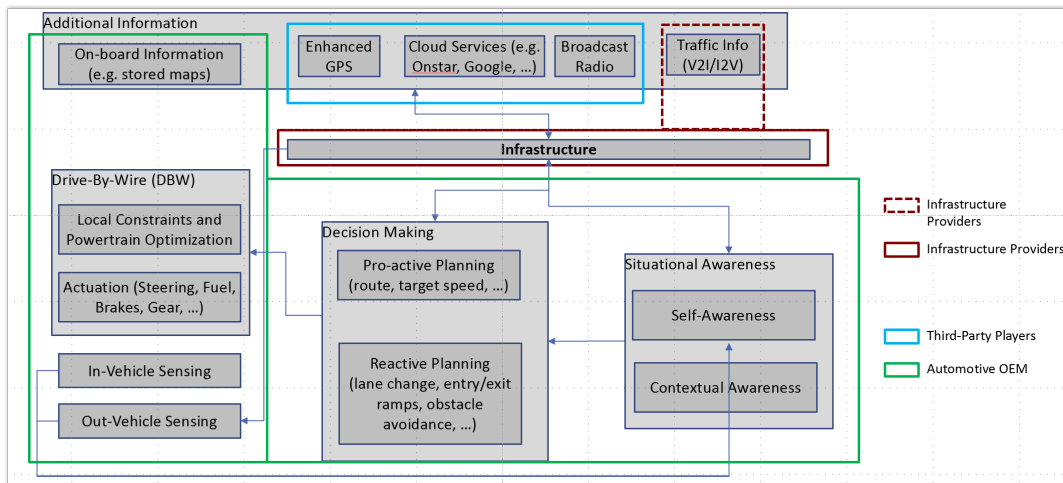 Additional Information
On-board Information
(e.g. stored maps)
Enhanced
GPS
Cloud Services (e.g.
Onstar, Google, ...)
Broadcast
Radio
Traffic Info
(V2I/I2V)
Infrastructure
Drive-By-Wire (DBW)
Local Constraints and
Powertrain Optimization
Actuation (Steering, Fuel,
Brakes, Gear, ...)
In-Vehicle Sensing
Out-Vehicle Sensing
Decision Making
Pro-active Planning
(route, target speed, ...)
Reactive Planning
(lane change, entry/exit
ramps, obstacle
avoidance, ...)
Situational Awareness
Self-Awareness
Contextual Awareness
Infrastructure
Providers
Infrastructure Providers
Third-Party Players
Automotive OEM